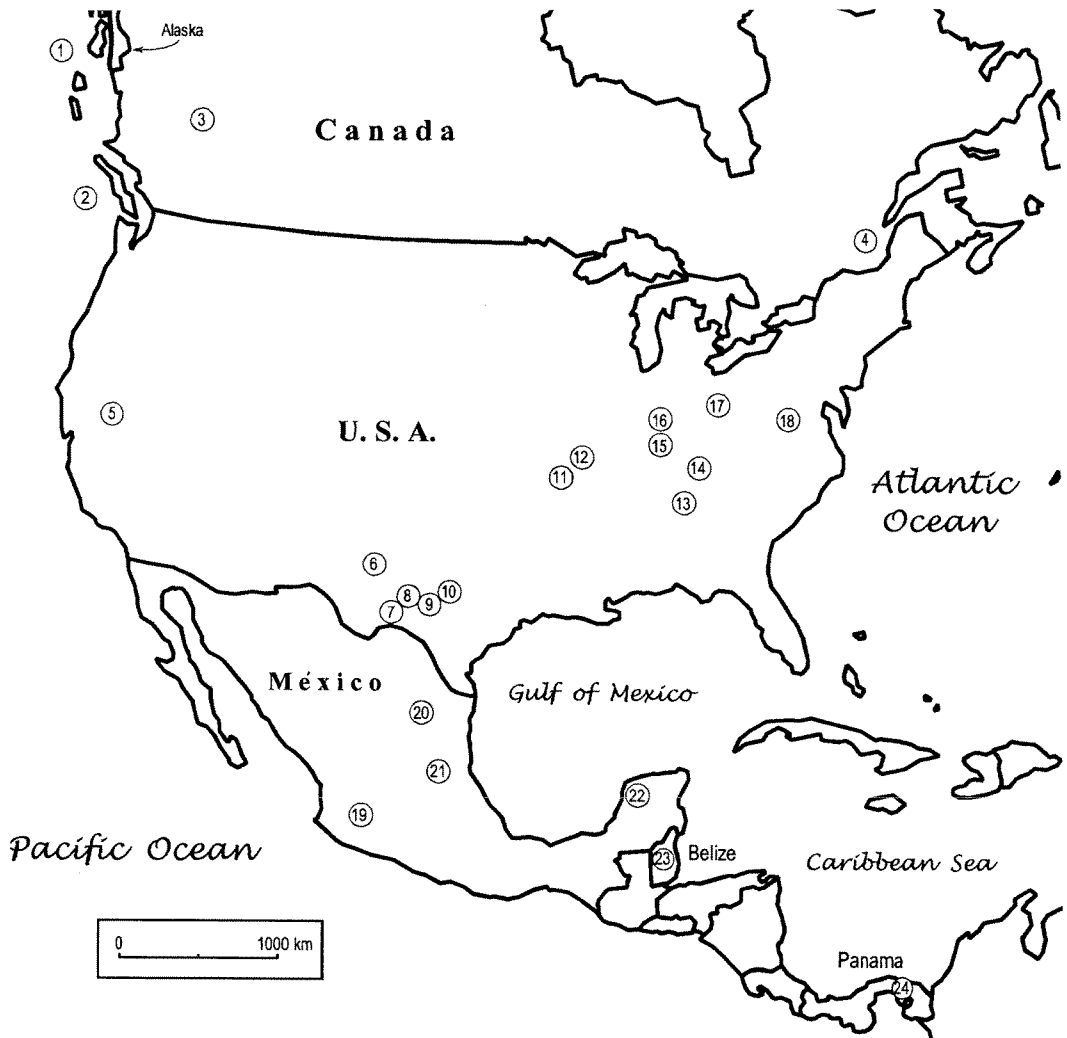 Alaska
1
3
Canada
2
4
5
U. S. A.
16
17
18
15
12
14
11
13
Atlantic
Ocean
6
8
10
9
7
México
Gulf of Mexico
20
21
22
19
Pacific Ocean
23
Belize
Caribbean Sea
0 1000 km
Panama
24